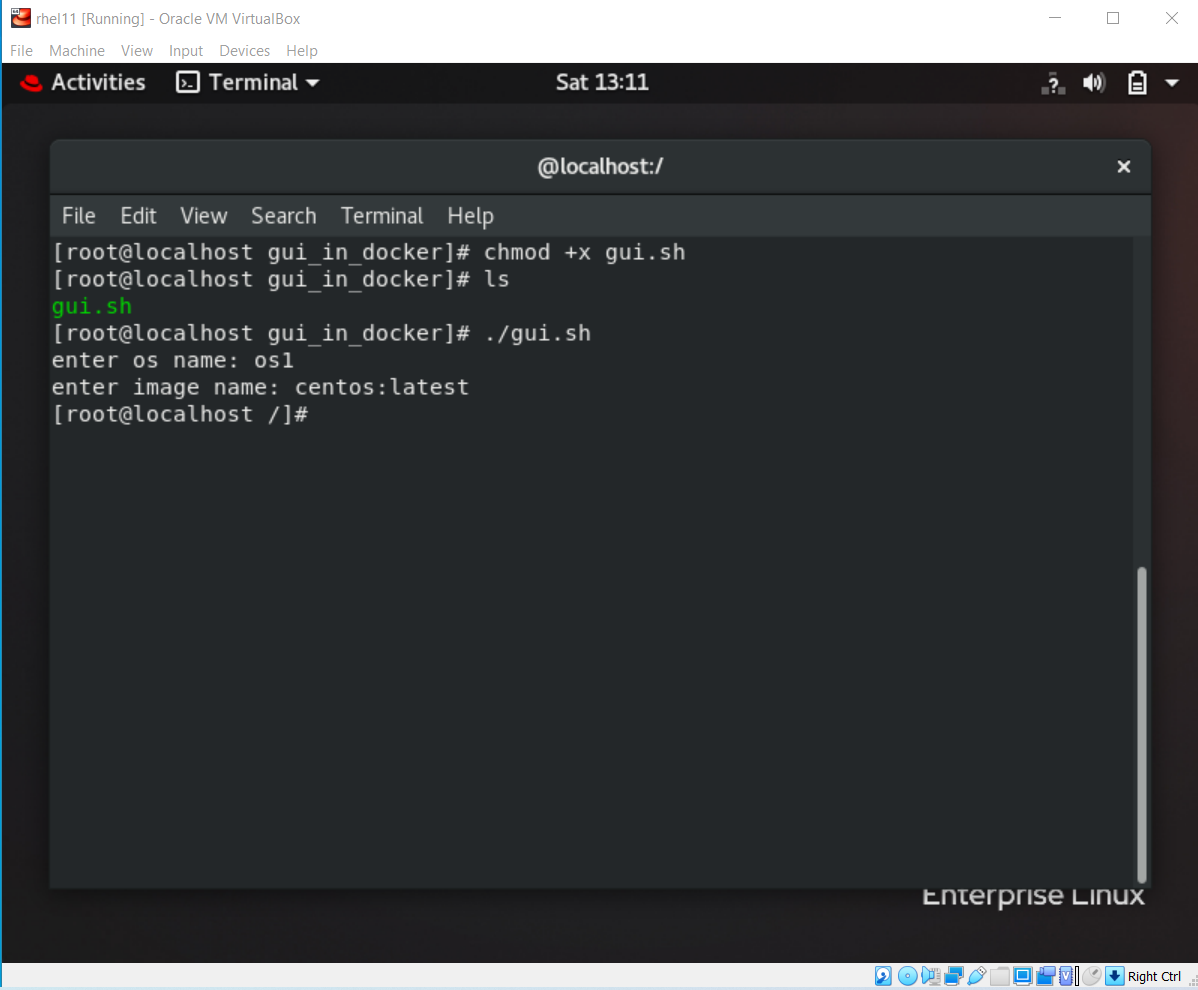 rhel11 [Running] - Oracle VM VirtualBox
File Machine View Input Devices Help
Activities Terminal Sat 13:11
@localhost:/
File Edit View Search Terminal Help
[root@localhost gui_in_docker]# chmod +x gui.sh
[root@localhost gui_in_docker]# ls
gui.sh
[root@localhost gui_in_docker]# ./gui.sh
enter os name: os1
enter image name: centos:latest
[root@localhost /]#
Enterprise Linux
Right Ctrl